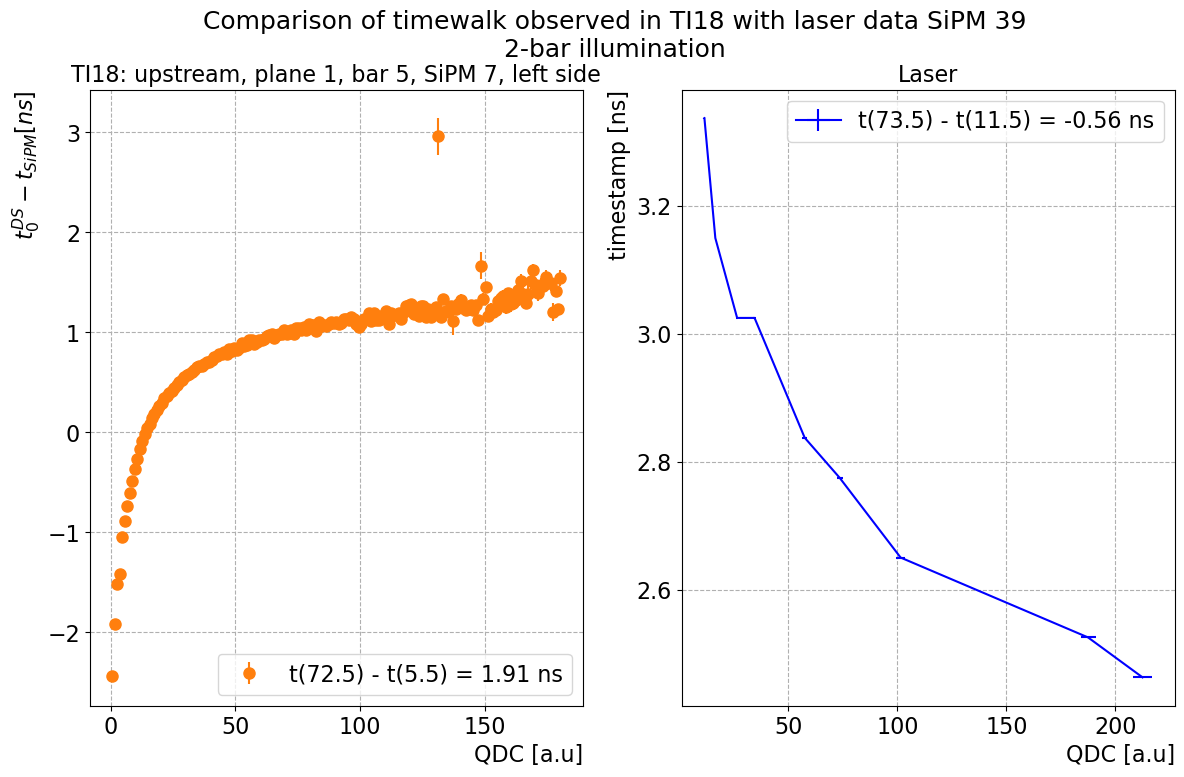 Comparison of timewalk observed in TI18 with laser data SiPM 39
2-bar illumination
TI18: upstream, plane 1, bar 5, SiPM 7, left side
t_0^{DS} − t_{SiPM}[ns]
3
2
1
0
−1
−2
t(72.5) - t(5.5) = 1.91 ns
0
50
100
150
QDC [a.u]
Laser
timestamp [ns]
t(73.5) - t(11.5) = -0.56 ns
3.2
3.0
2.8
2.6
50
100
150
200
QDC [a.u]